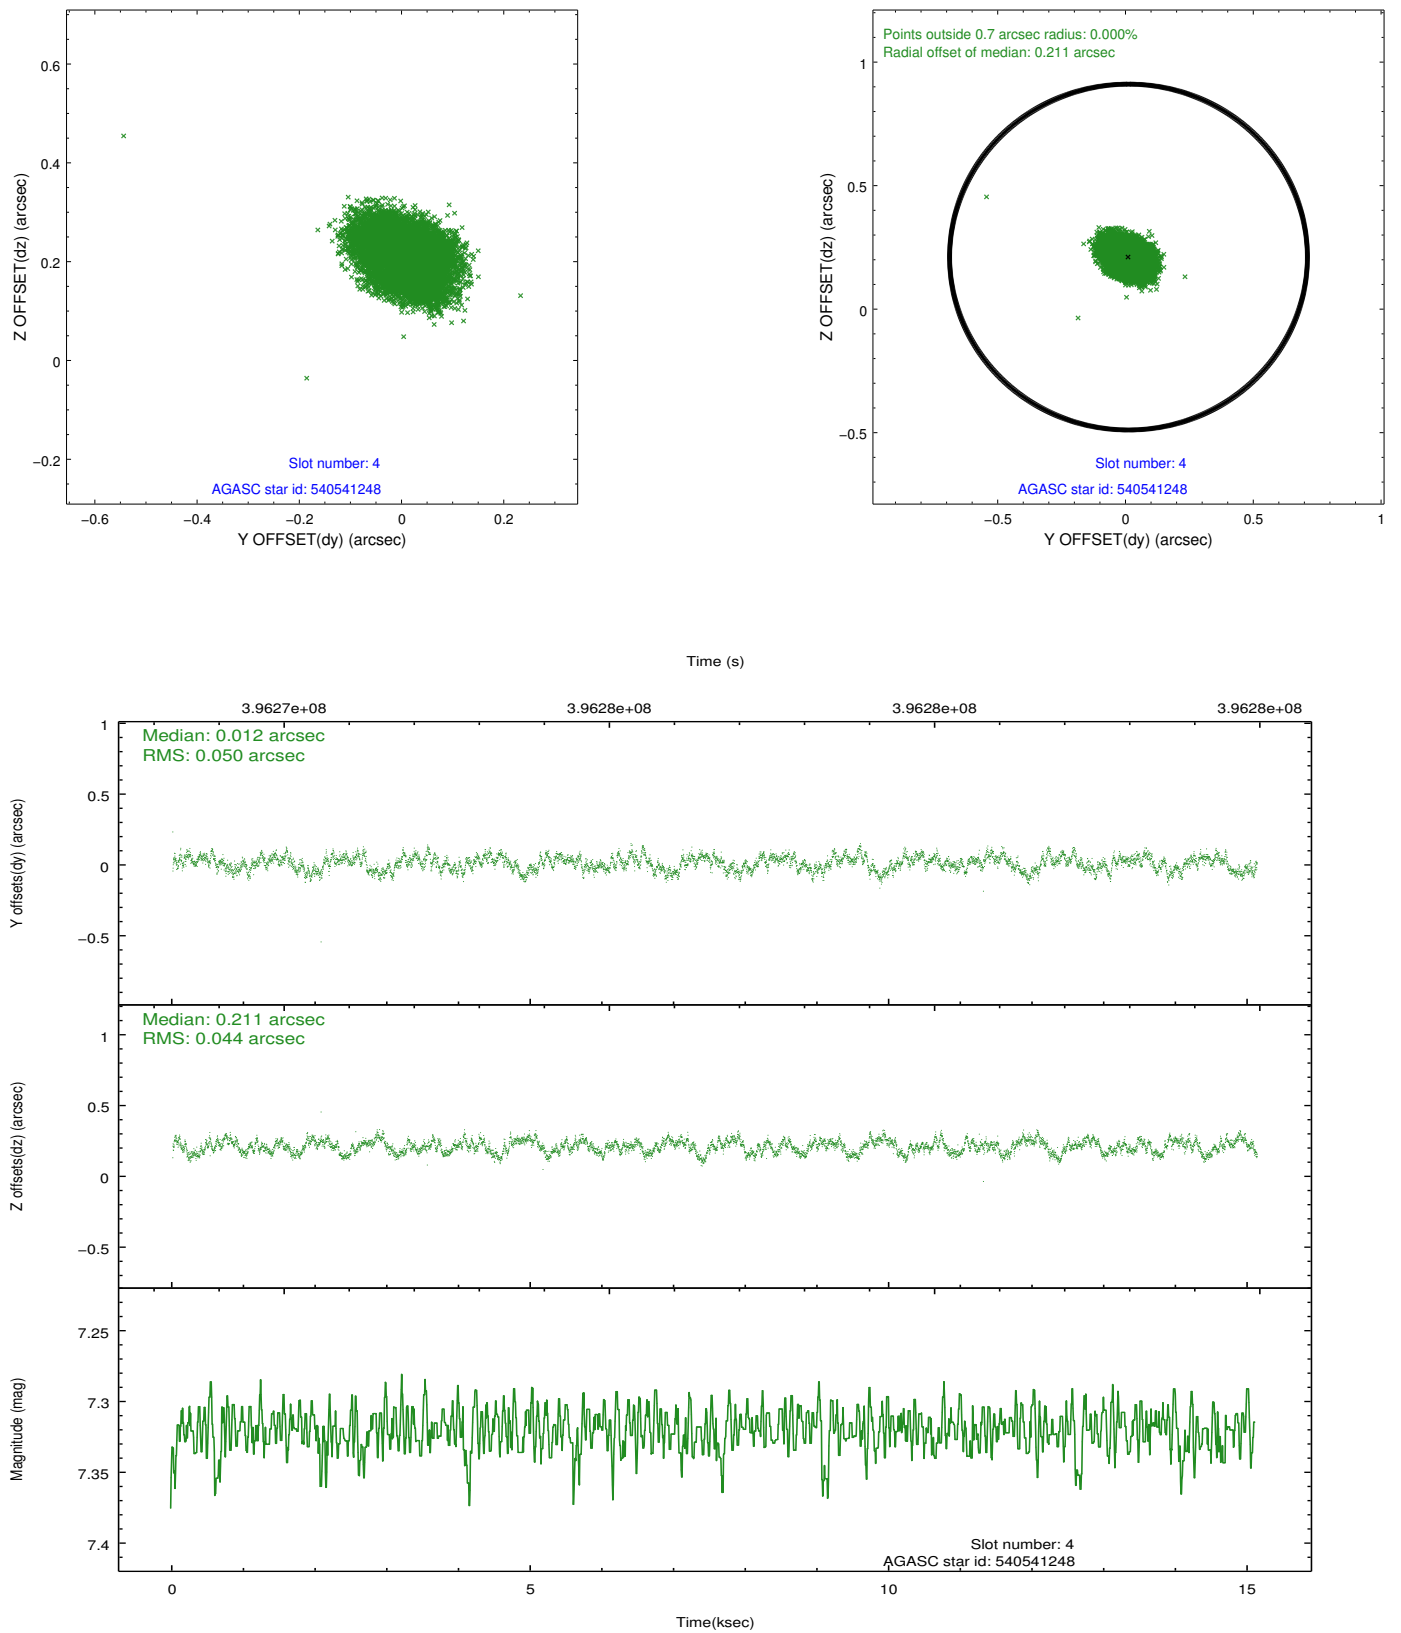 Z OFFSET(dz) (arcsec)
0.6
0.4
0.2
0
−0.2
Slot number: 4
AGASC star id: 540541248
−0.6
−0.4
−0.2
0
0.2
Y OFFSET(dy) (arcsec)
Points outside 0.7 arcsec radius: 0.000%
Radial offset of median: 0.211 arcsec
Z OFFSET(dz) (arcsec)
1
0.5
0
−0.5
Slot number: 4
AGASC star id: 540541248
−0.5
0
0.5
1
Y OFFSET(dy) (arcsec)
Time (s)
3.9627e+08
3.9628e+08
3.9628e+08
3.9628e+08
Median: 0.012 arcsec
RMS: 0.050 arcsec
Y offsets(dy) (arcsec)
1
0.5
0
−0.5
Median: 0.211 arcsec
RMS: 0.044 arcsec
Z offsets(dz) (arcsec)
1
0.5
0
−0.5
Magnitude (mag)
7.25
7.3
7.35
7.4
Slot number: 4
AGASC star id: 540541248
0
5
10
15
Time(ksec)